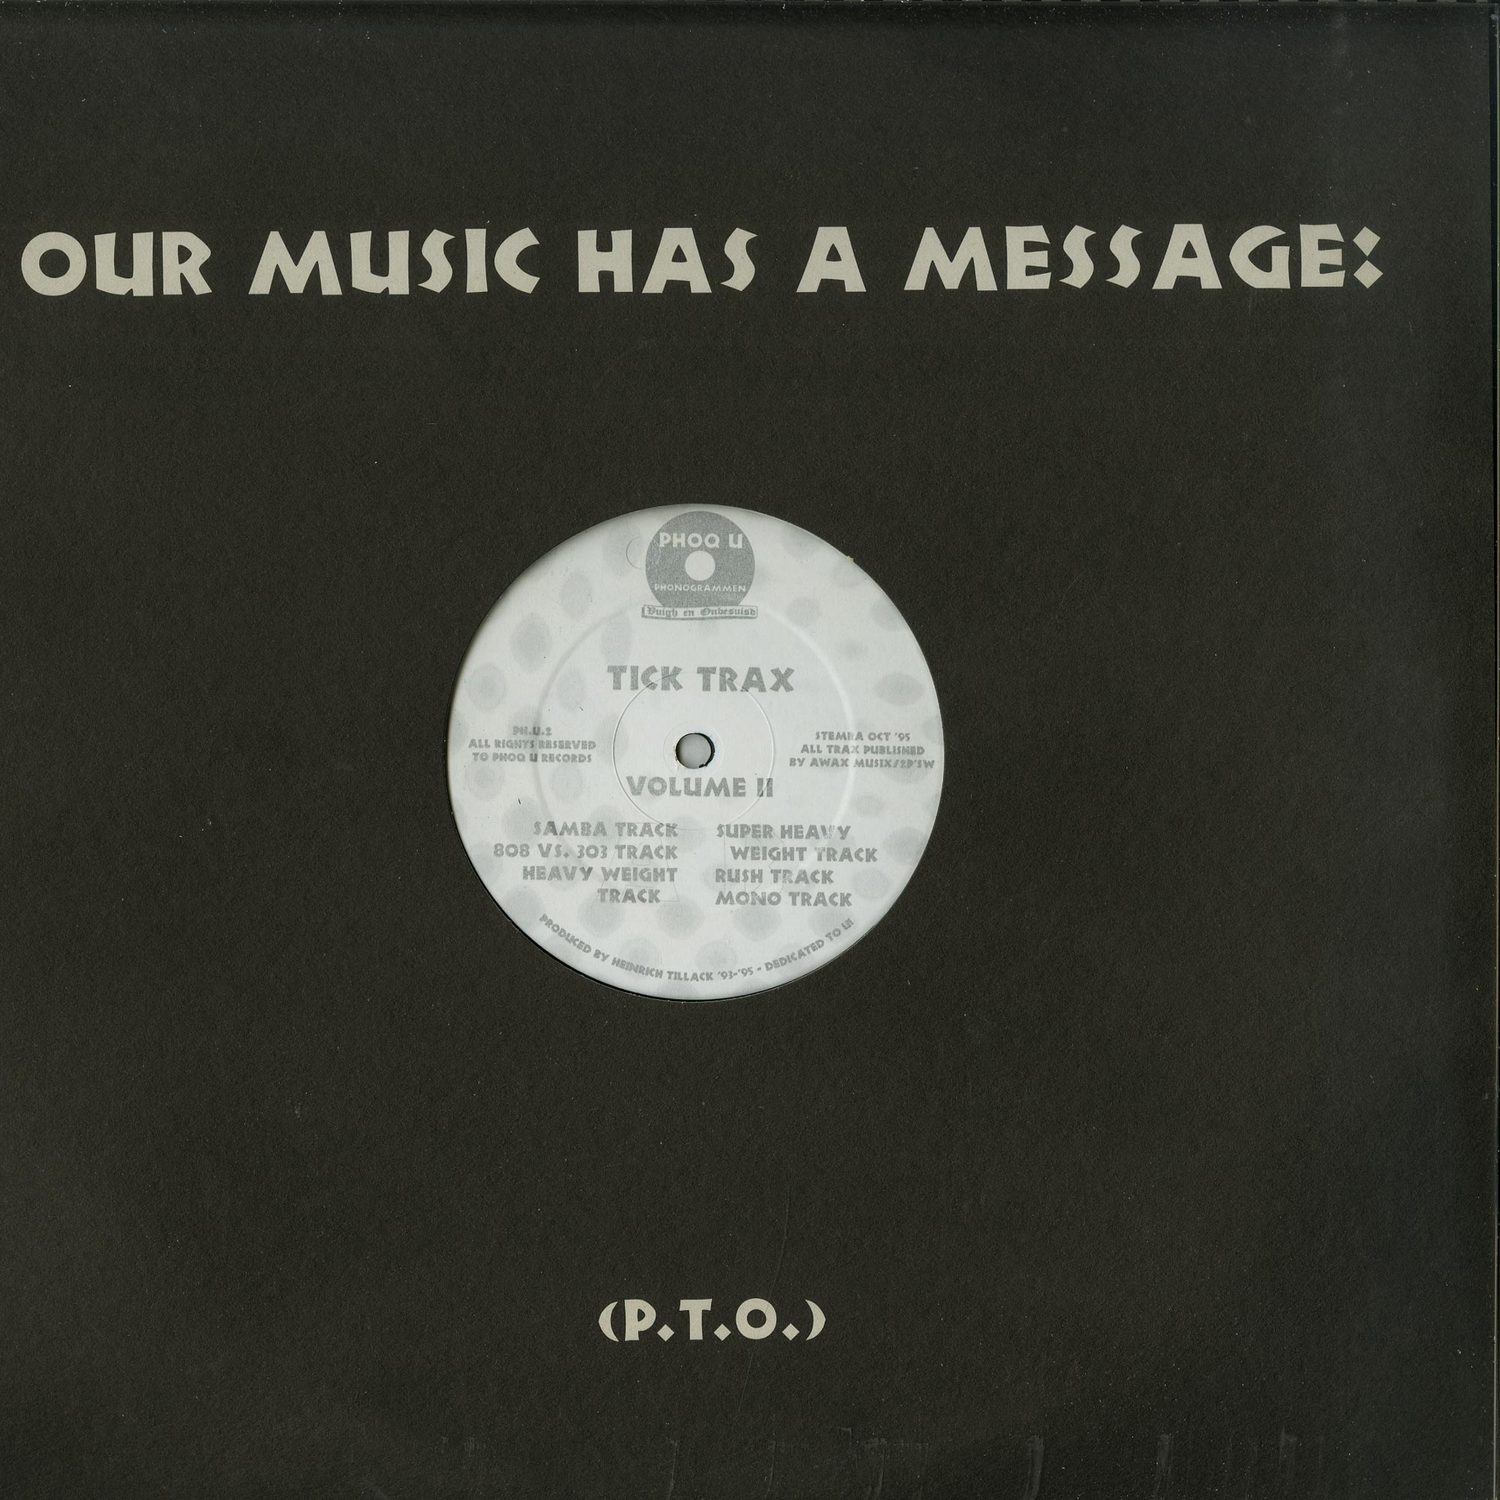 OUR MUSIC HAS A MESSAGE:
PHOQ U
PHONOGRAMMEN
Vuigh en Onbesuisd
TICK TRAX
PH.U.2
ALL RIGHTS RESERVED
TO PHOQ U RECORDS
STEMRA OCT '95
ALL TRAX PUBLISHED
BY AWAX MUSIX/2P'SW
VOLUME II
SAMBA TRACK
808 VS. 303 TRACK
HEAVY WEIGHT
TRACK
SUPER HEAVY
WEIGHT TRACK
RUSH TRACK
MONO TRACK
PRODUCED BY HEINRICH TILLACK '93-'95 - DEDICATED TO LI
(P.T.O.)